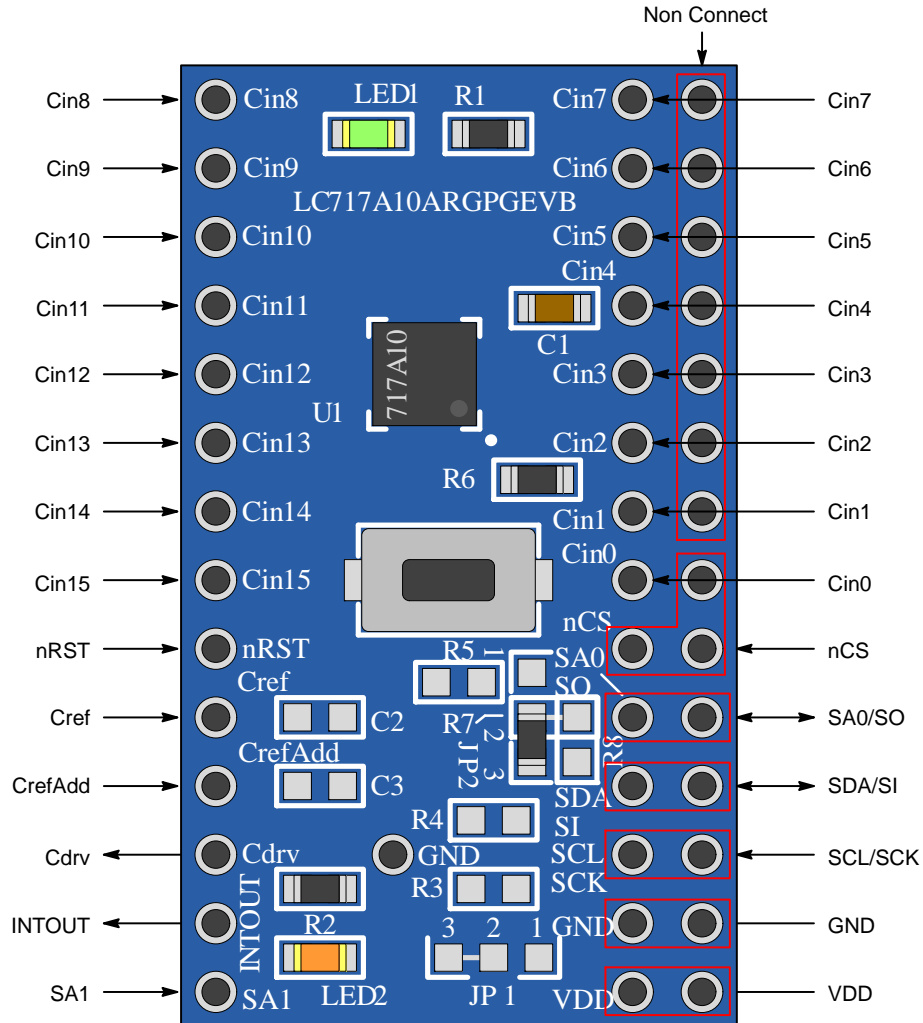 Non Connect
Cin8 Cin8 LED1 R1 Cin7 Cin7
Cin9 Cin9 Cin6 Cin6
LC717A10ARGPGEVB
Cin10 Cin10 Cin5 Cin5
Cin4
Cin11 Cin11 Cin4
C1
717A10
Cin12 Cin12 Cin3 Cin3
U1
Cin13 Cin13 Cin2 Cin2
R6
Cin14 Cin14 Cin1 Cin1
Cin0
Cin15 Cin15 Cin0
nCS
nRST nRST R5 1 SA0 nCS
Cref SO
Cref C2 R7 2 SA0/SO
CrefAdd JP2 3 R8
CrefAdd C3 SDA SDA/SI
R4 SI
Cdrv Cdrv GND SCL SCL/SCK
R3 SCK
INTOUT INTOUT R2 3 2 1 GND GND
SA1 SA1 LED2 JP 1 VDD VDD